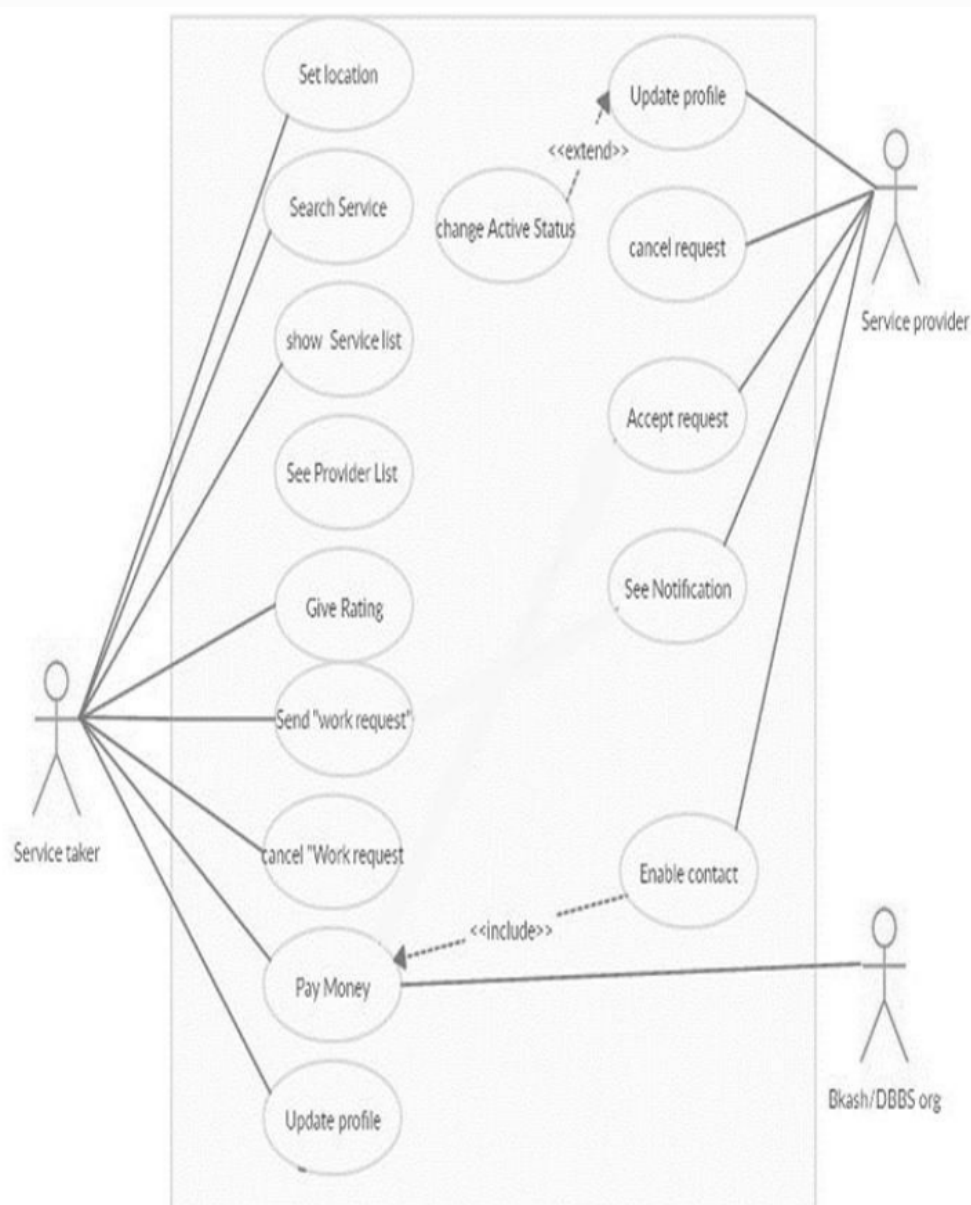 Set location
Update profile
<<extend>>
Search Service
change Active Status
cancel request
Service provider
show Service list
Accept request
See Provider List
See Notification
Give Rating
Send "work request"
Service taker
cancel "Work request
Enable contact
<<include>>
Pay Money
Bkash/DBBS org
Update profile